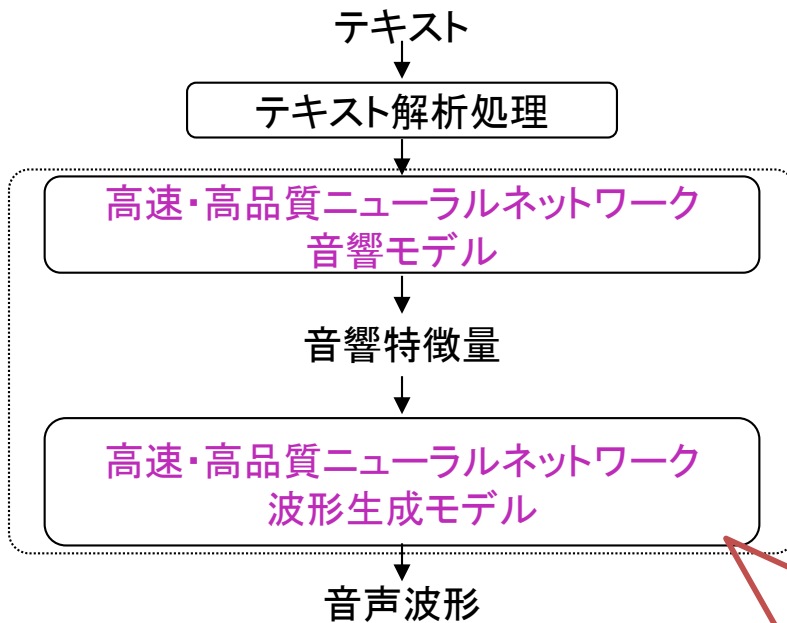 テキスト
テキスト解析処理
高速・高品質ニューラルネットワーク
音響モデル
音響特徴量
高速・高品質ニューラルネットワーク
波形生成モデル
音声波形